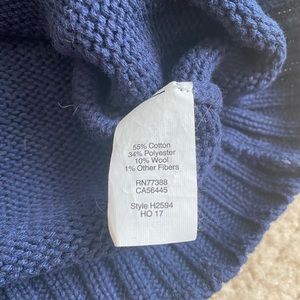 55% Cotton
34% Polyester
10% Wool
1% Other Fibers
RN77388
CA56445
Style H2594
HO 17